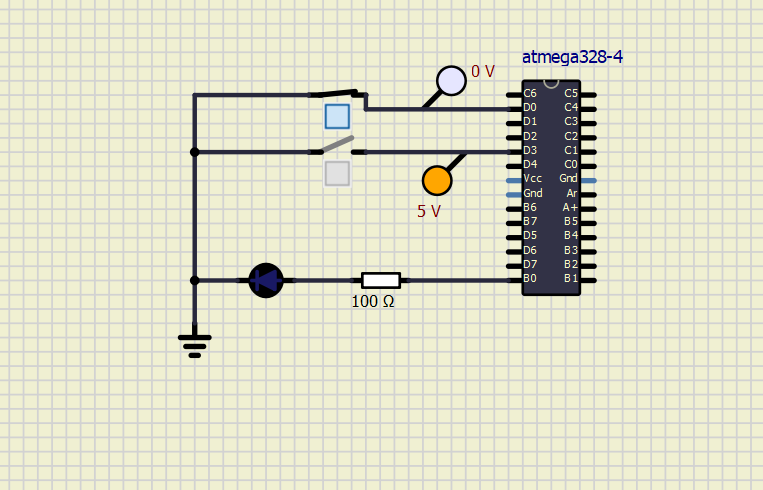 atmega328-4
0 V
5 V
100 Ω
C6 C5
D0 C4
D1 C3
D2 C2
D3 C1
D4 C0
Vcc Gnd
Gnd Ar
B6 A+
B7 B5
D5 B4
D6 B3
D7 B2
B0 B1